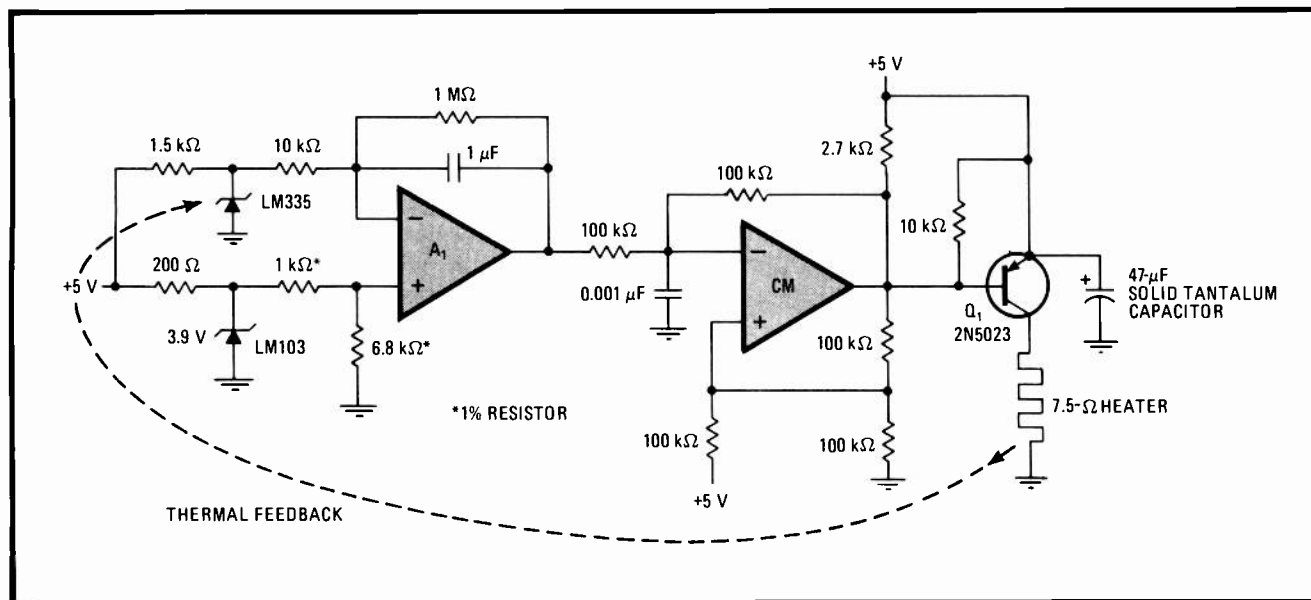 +5 V
1 MΩ
1.5 kΩ
10 kΩ
1 μF
2.7 kΩ
100 kΩ
LM335
10 kΩ
−
A1
+
100 kΩ
−
CM
+
200 Ω
1 kΩ*
+5 V
0.001 μF
+
47-μF
SOLID TANTALUM
CAPACITOR
Q1
2N5023
3.9 V
LM103
6.8 kΩ*
100 kΩ
*1% RESISTOR
7.5-Ω HEATER
100 kΩ
100 kΩ
+5 V
THERMAL FEEDBACK